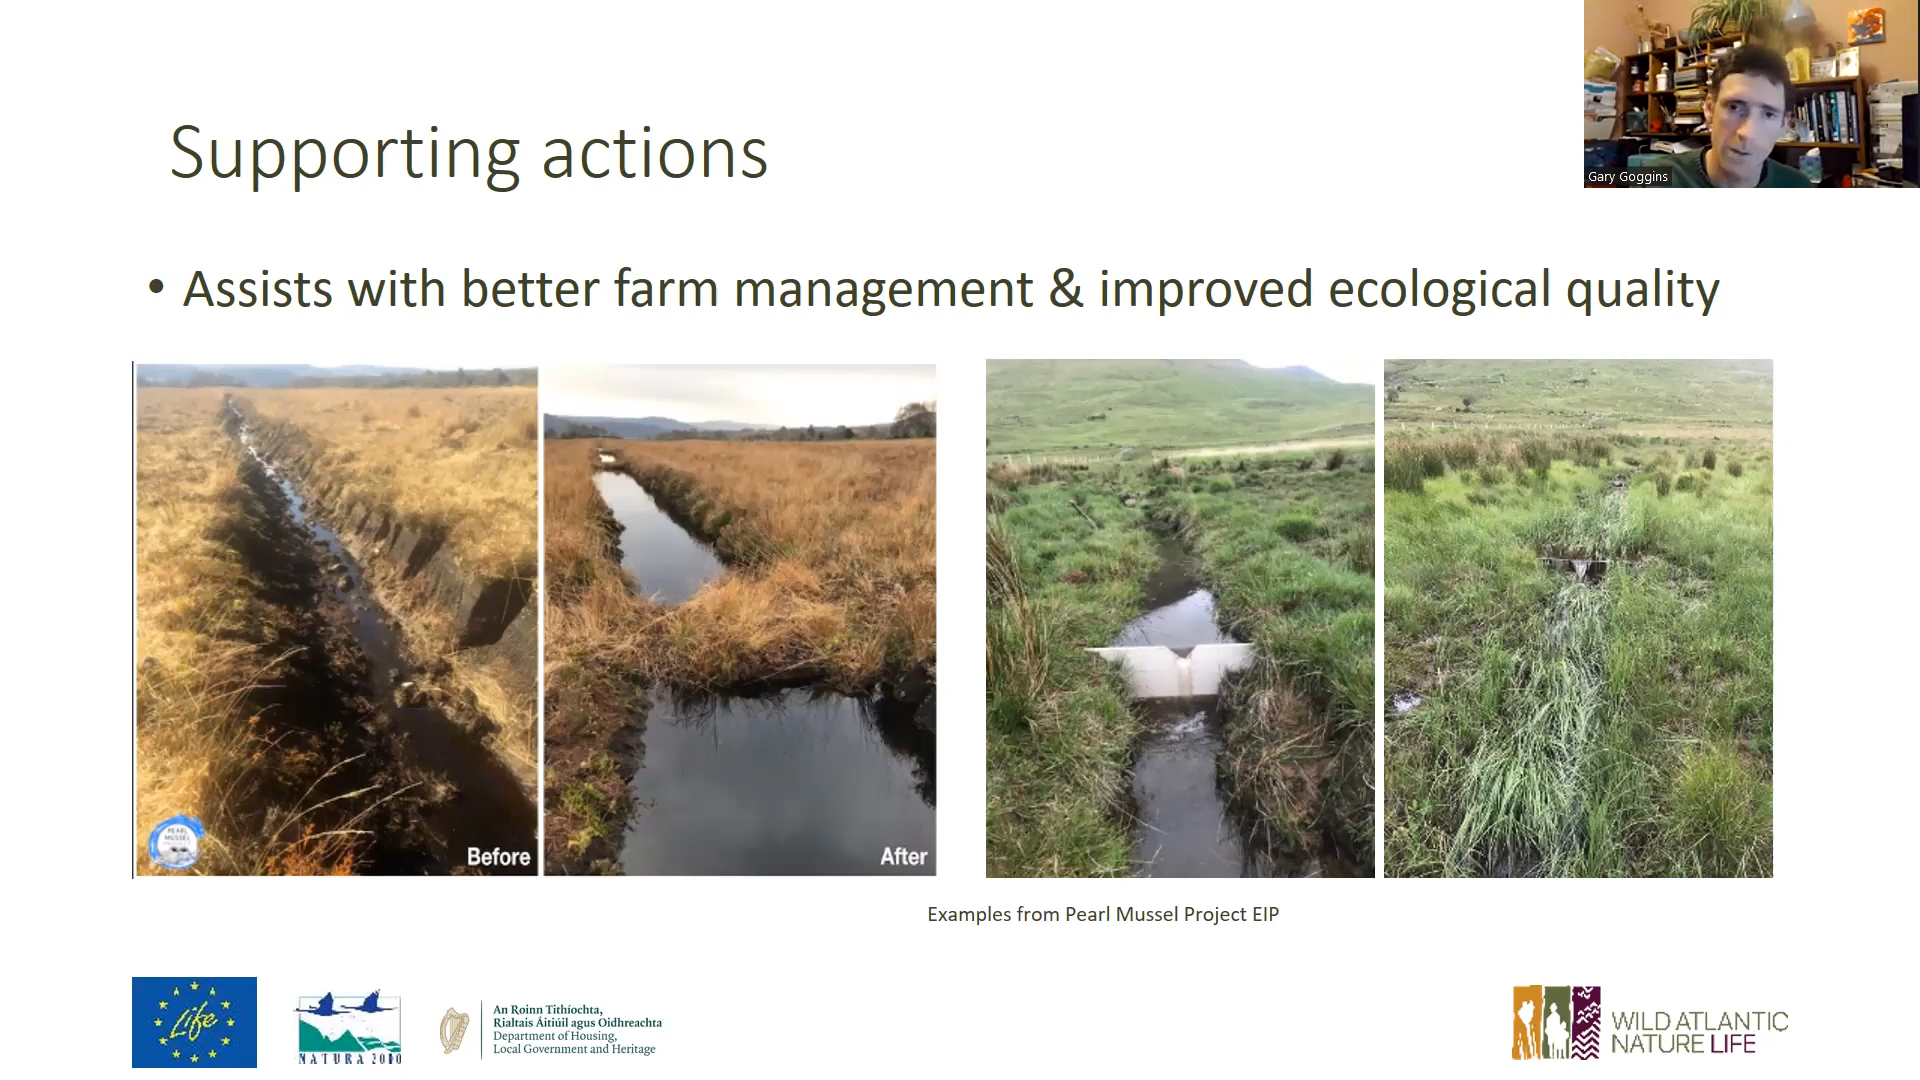 Gary Goggins
Supporting actions
• Assists with better farm management & improved ecological quality
PEARL
MUSSEL
Before
After
Examples from Pearl Mussel Project EIP
Life
NATURA 2000
An Roinn Tithíochta,
Rialtais Áitiúil agus Oidhreachta
Department of Housing,
Local Government and Heritage
WILD ATLANTIC
NATURE LIFE